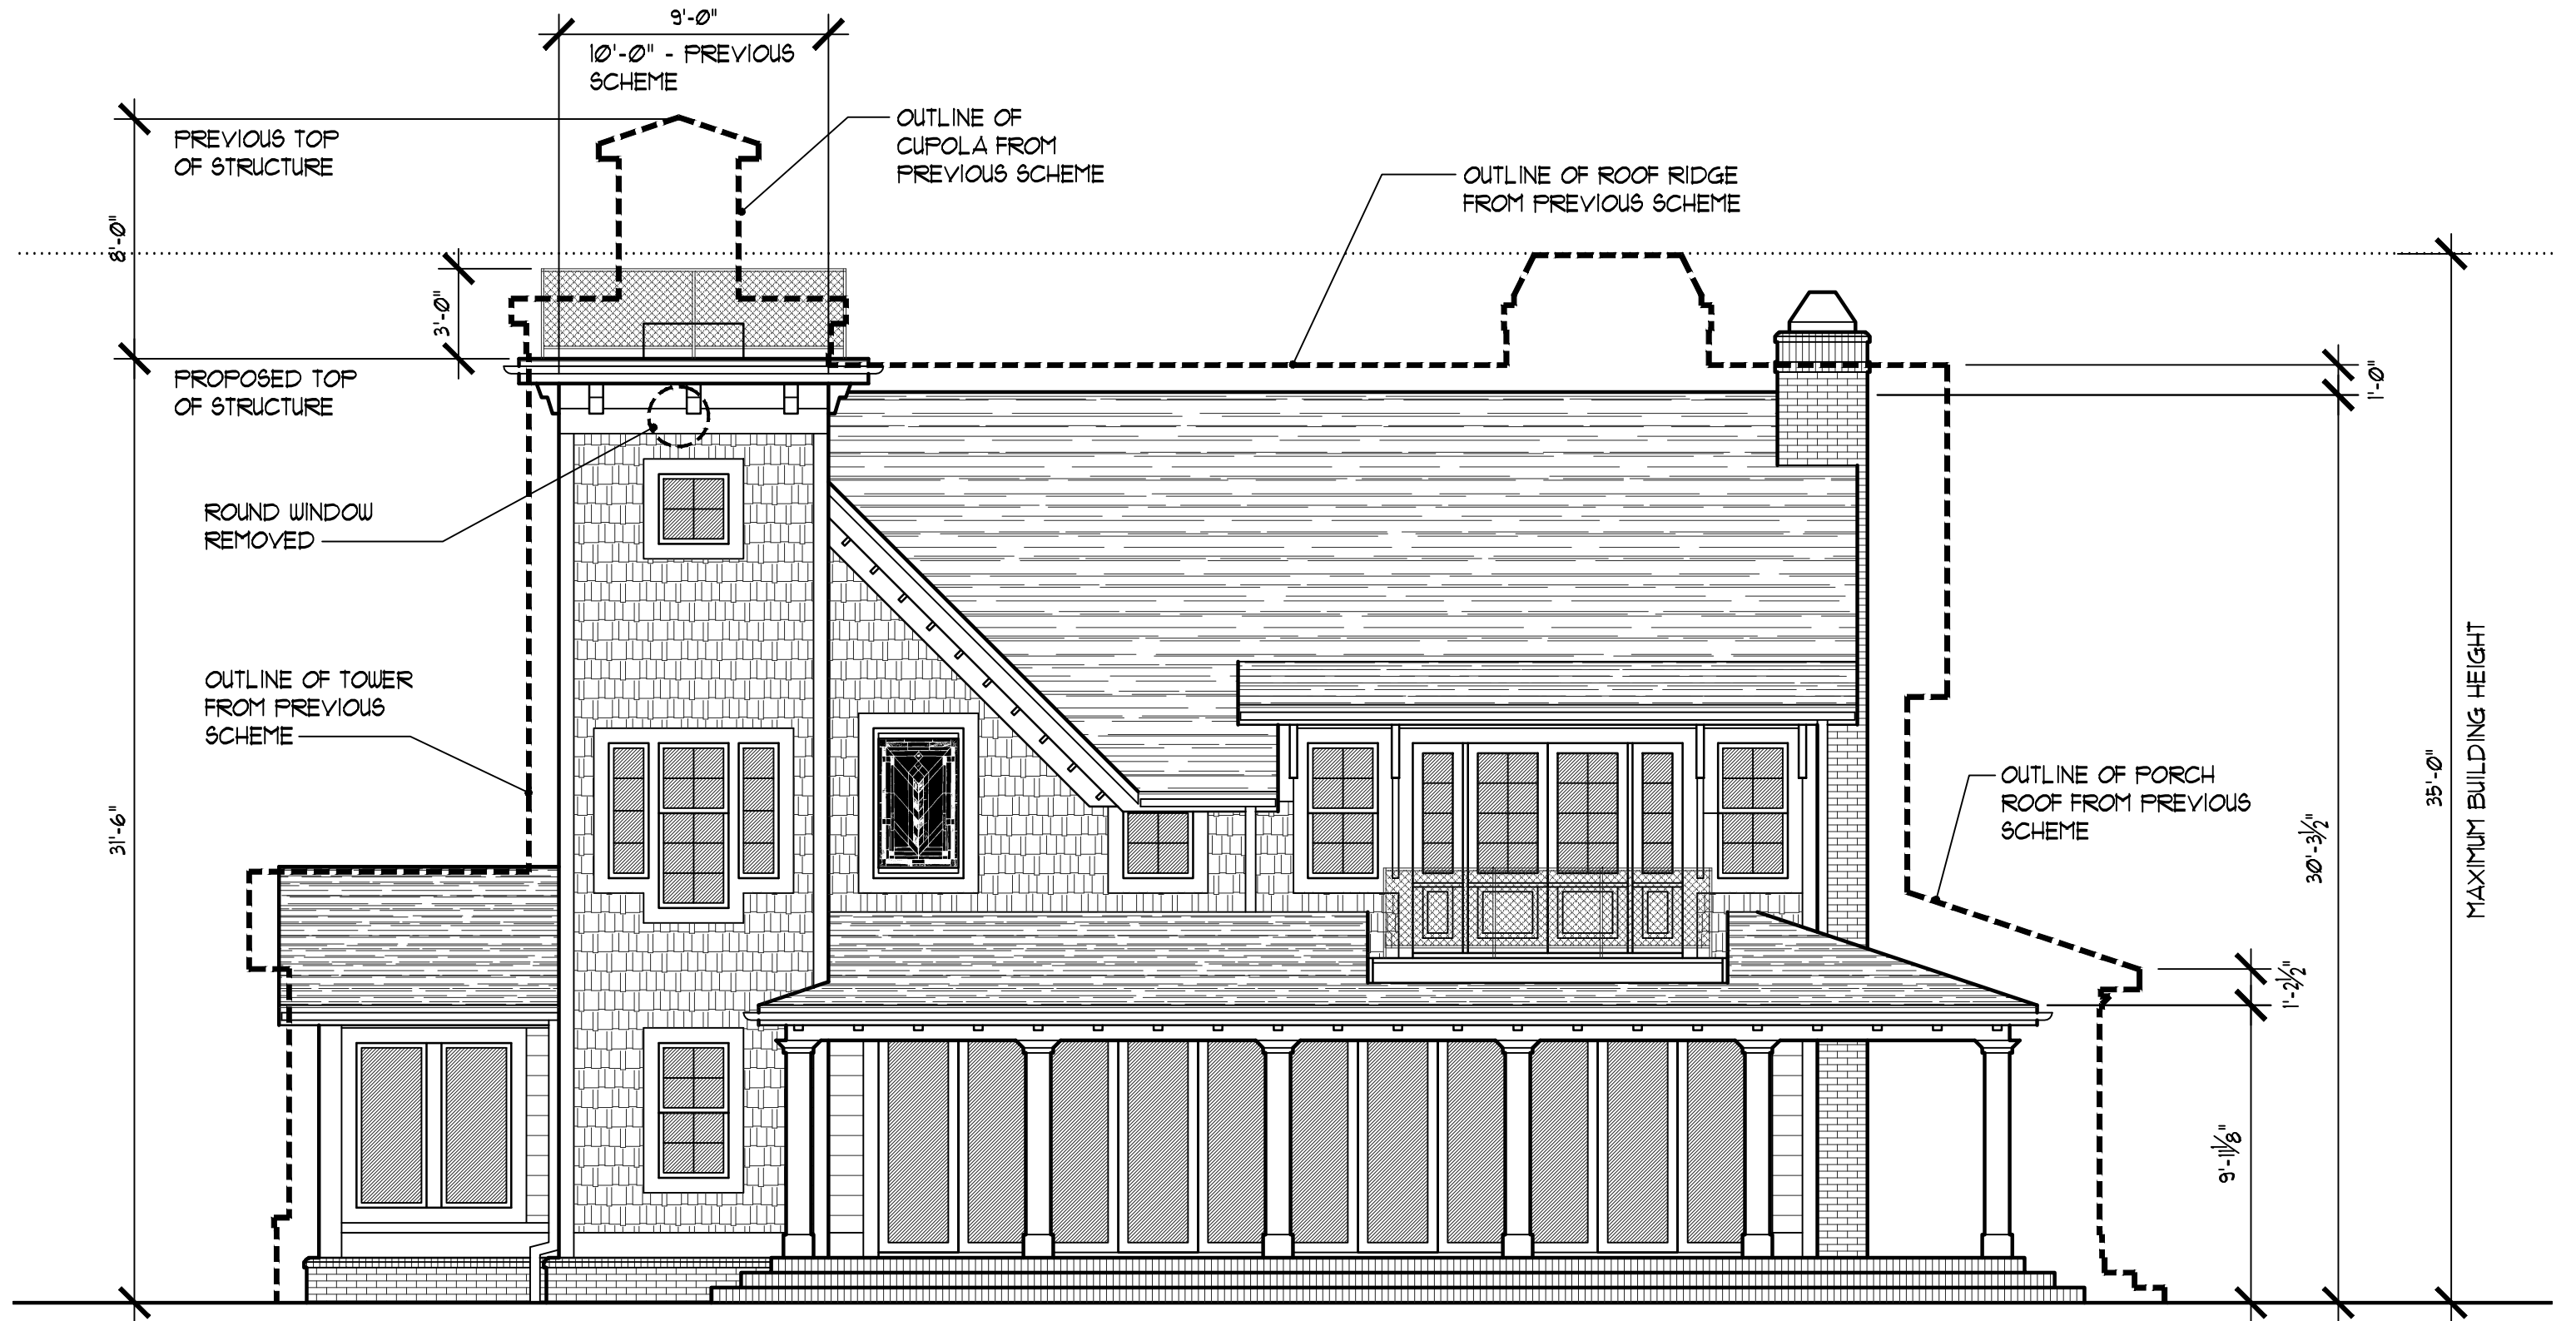 9'-0"
10'-0" - PREVIOUS
SCHEME
PREVIOUS TOP
OF STRUCTURE
OUTLINE OF
CUPOLA FROM
PREVIOUS SCHEME
OUTLINE OF ROOF RIDGE
FROM PREVIOUS SCHEME
8'-0"
3'-0"
PROPOSED TOP
OF STRUCTURE
1'-0"
ROUND WINDOW
REMOVED
OUTLINE OF TOWER
FROM PREVIOUS
SCHEME
31'-6"
OUTLINE OF PORCH
ROOF FROM PREVIOUS
SCHEME
30'-3½"
35'-0"
MAXIMUM BUILDING HEIGHT
1'-2½"
9'-11⅛"